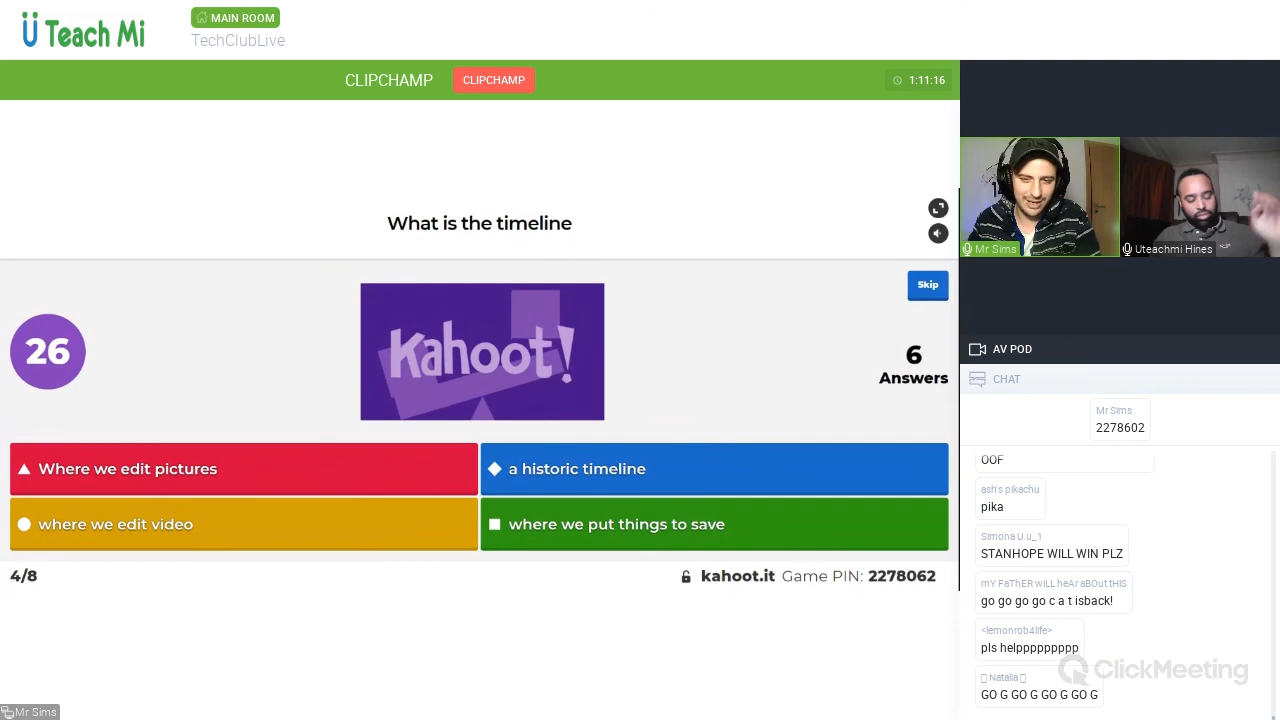 Ü Teach Mi
MAIN ROOM
TechClubLive
CLIPCHAMP
CLIPCHAMP
1:11:16
What is the timeline
Skip
26
Kahoot!
6
Answers
Where we edit pictures
a historic timeline
where we edit video
where we put things to save
4/8
kahoot.it Game PIN: 2278062
Mr Sims
Mr Sims
Uteachmi Hines
AV POD
CHAT
Mr Sims
2278602
OOF
ash's pikachu
pika
Simona U.u_1
STANHOPE WILL WIN PLZ
mY FaThER wiLL heAr aBOut tHIS
go go go go c a t isback!
<lemonrob4life>
pls helppppppppp
Natalia
GO G GO G GO G GO G
ClickMeeting